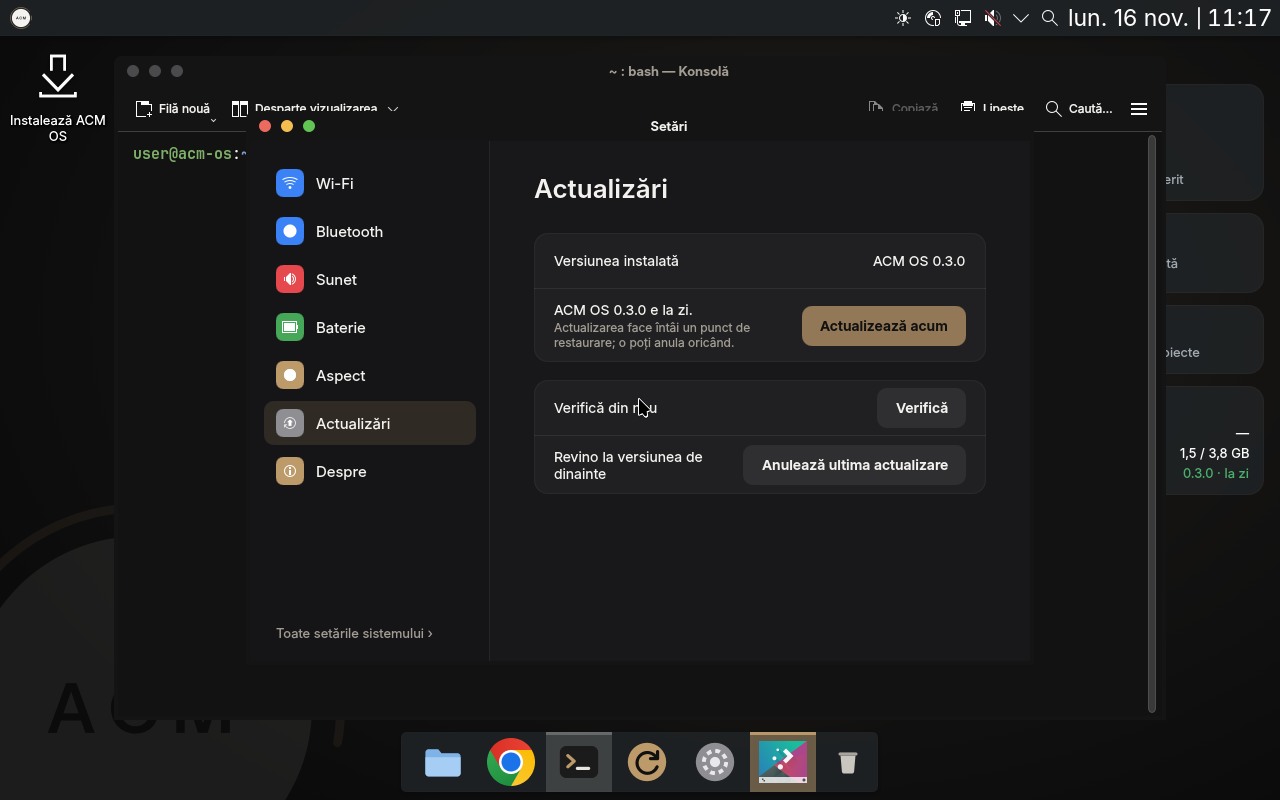 ACM
lun. 16 nov. | 11:17
Instalează ACM
OS
~ : bash — Konsolă
Filă nouă
Desparte vizualizarea
Copiază
Lipește
Caută...
user@acm-os:~
Setări
Wi-Fi
Bluetooth
Sunet
Baterie
Aspect
Actualizări
Despre
Toate setările sistemului ›
Actualizări
Versiunea instalată
ACM OS 0.3.0
ACM OS 0.3.0 e la zi.
Actualizarea face întâi un punct de
restaurare; o poți anula oricând.
Actualizează acum
Verifică din
Verifică
Revino la versiunea de
dinainte
Anulează ultima actualizare
erit
tă
biecte
—
1,5 / 3,8 GB
0.3.0 · la zi
ACM